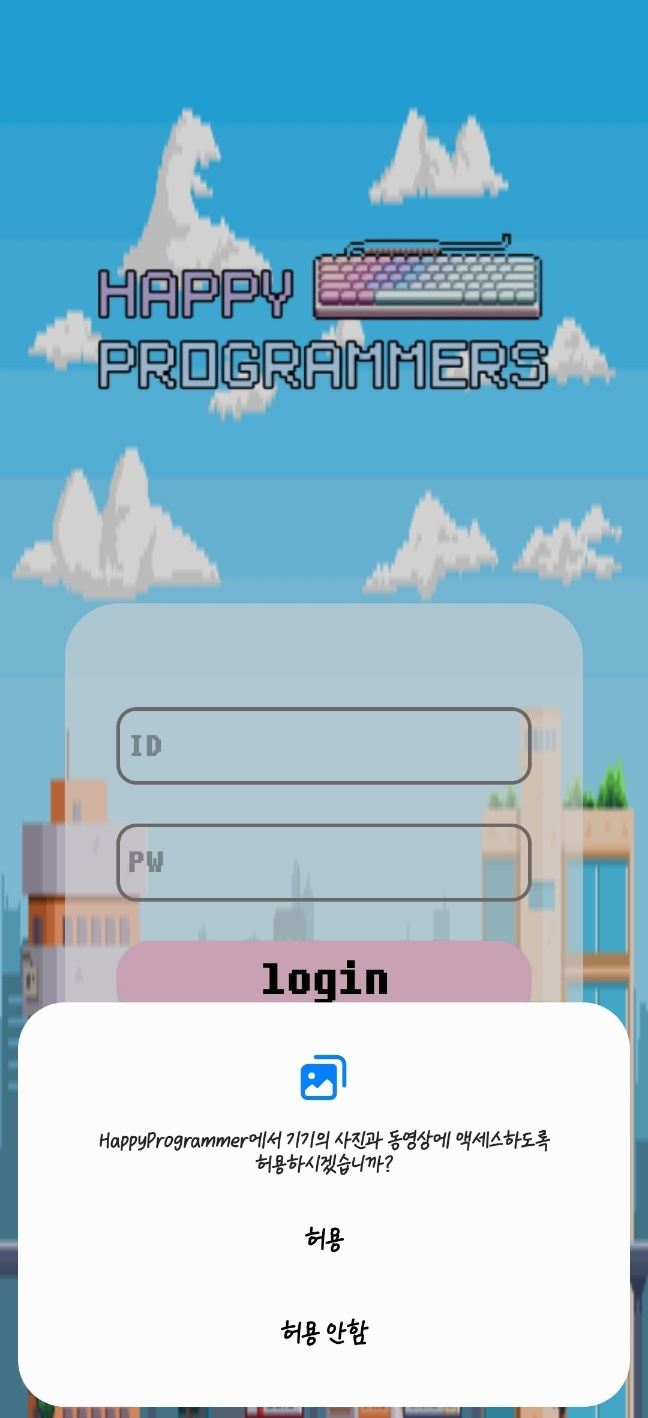 HAPPY
PROGRAMMERS
ID
PW
login
HappyProgrammer에서 기기의 사진과 동영상에 액세스하도록
허용하시겠습니까?
허용
허용 안함